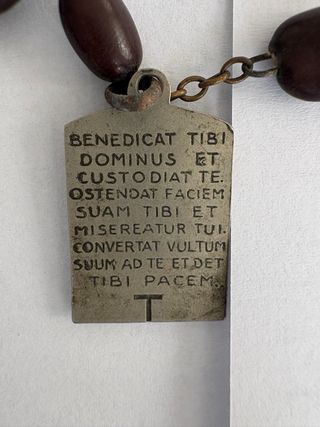 BENEDICAT TIBI
DOMINUS ET
CUSTODIAT TE.
OSTENDAT FACIEM
SUAM TIBI ET
MISEREATUR TUI.
CONVERTAT VULTUM
SUUM AD TE ET DET
TIBI PACEM.
T